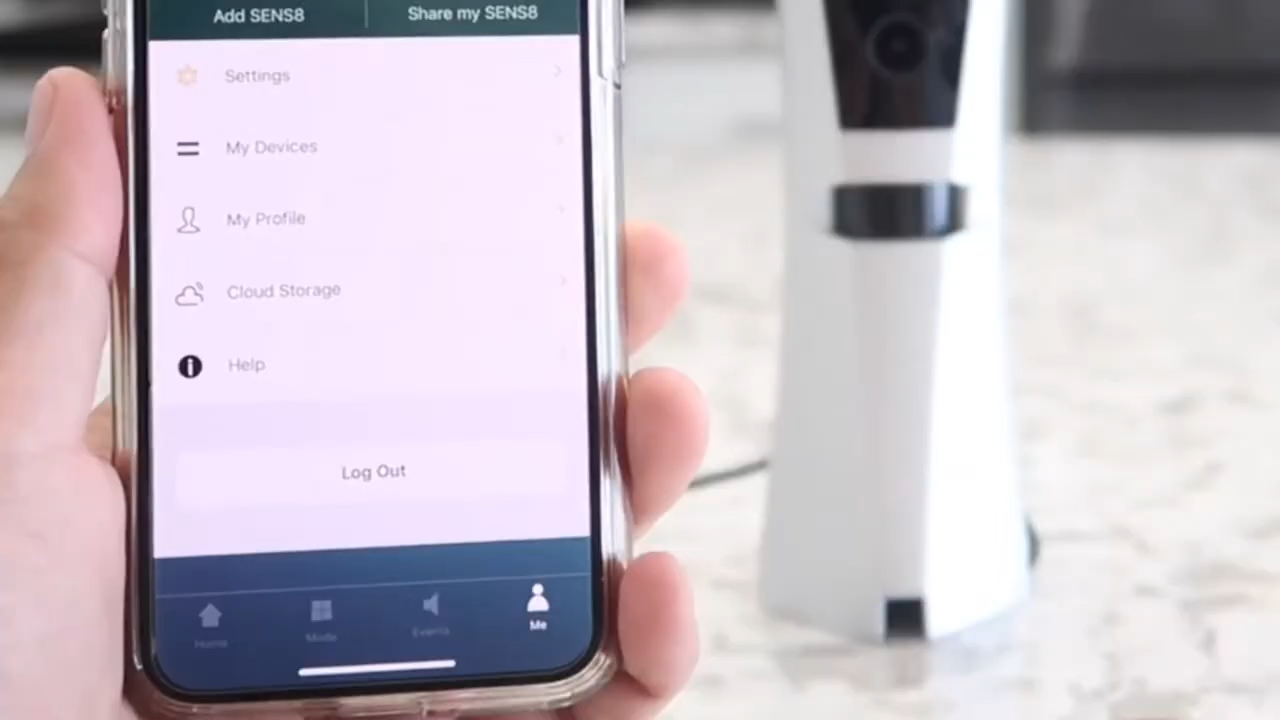 Add SENS8 Share my SENS8
Settings
My Devices
My Profile
Cloud Storage
Help
Log Out
Home Mode Events Me